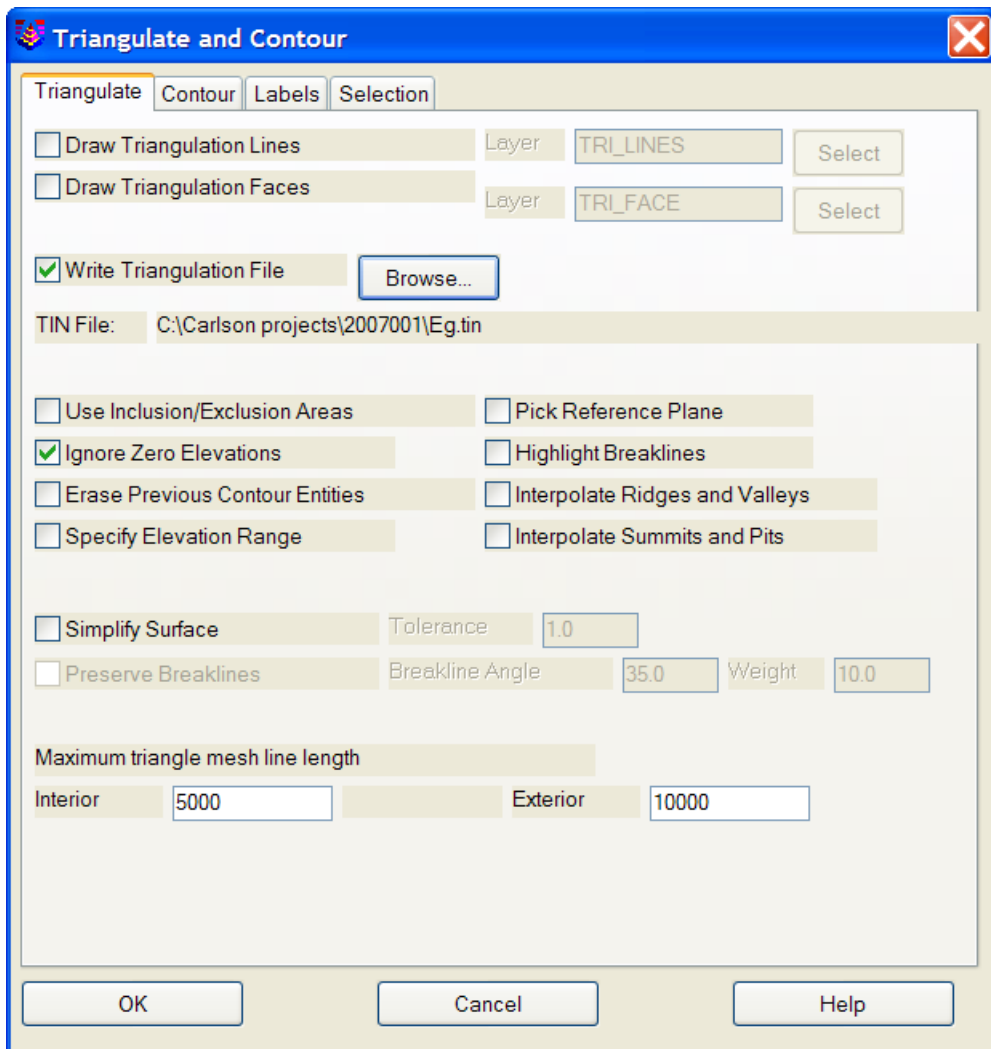 Triangulate and Contour
Triangulate Contour Labels Selection
Draw Triangulation Lines Layer TRI_LINES Select
Draw Triangulation Faces Layer TRI_FACE Select
Write Triangulation File Browse...
TIN File: C:\Carlson projects\2007001\Eg.tin
Use Inclusion/Exclusion Areas Pick Reference Plane
Ignore Zero Elevations Highlight Breaklines
Erase Previous Contour Entities Interpolate Ridges and Valleys
Specify Elevation Range Interpolate Summits and Pits
Simplify Surface Tolerance 1.0
Preserve Breaklines Breakline Angle 35.0 Weight 10.0
Maximum triangle mesh line length
Interior 5000 Exterior 10000
OK Cancel Help